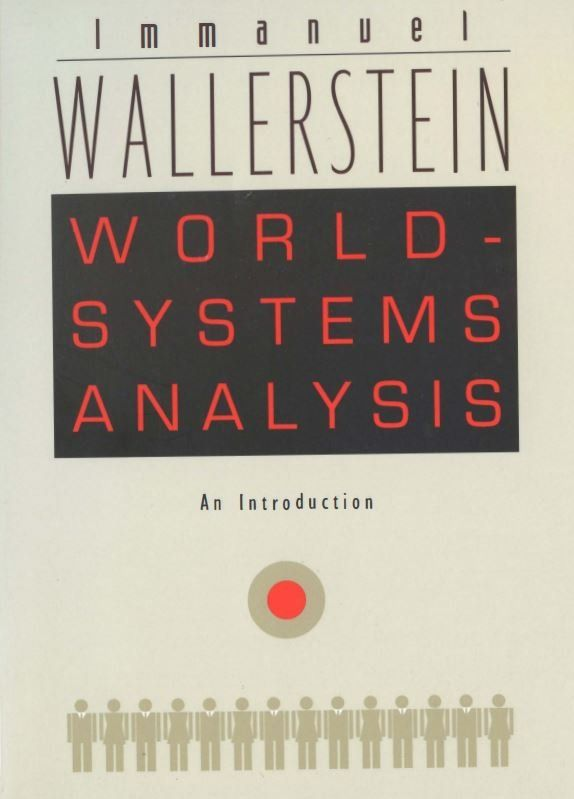 Immanuel
WALLERSTEIN
WORLD-
SYSTEMS
ANALYSIS
An Introduction